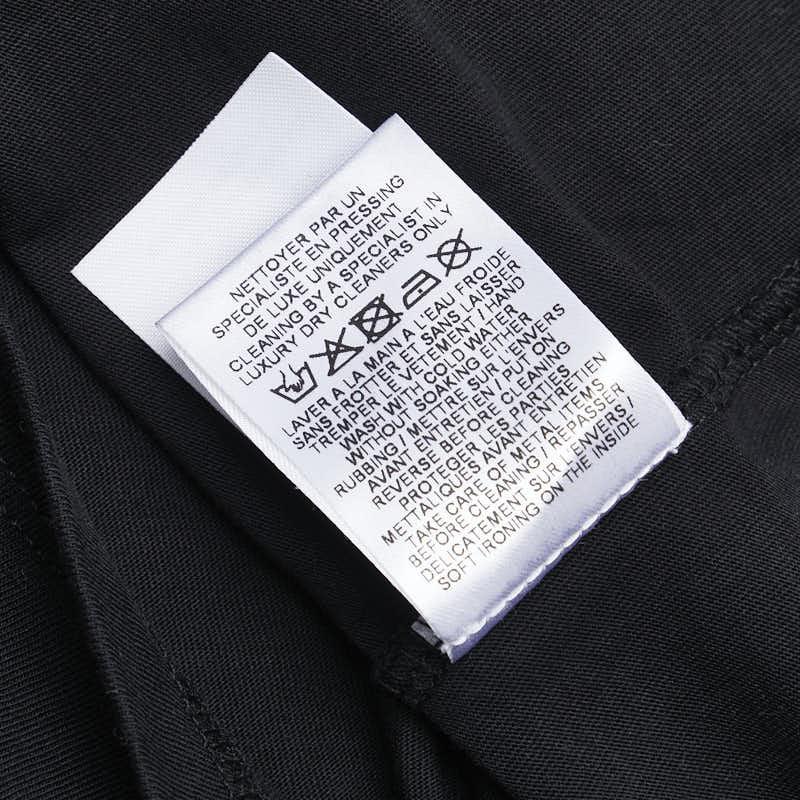 NETTOYER PAR UN
SPECIALISTE EN PRESSING
DE LUXE UNIQUEMENT
CLEANING BY A SPECIALIST IN
LUXURY DRY CLEANERS ONLY
LAVER A LA MAIN A L'EAU FROIDE
SANS FROTTER ET SANS LAISSER
TREMPER LE VETEMENT / HAND
WASH WITH COLD WATER
WITHOUT SOAKING EITHER
RUBBING / METTRE SUR L'ENVERS
AVANT ENTRETIEN / PUT ON
REVERSE BEFORE CLEANING
PROTEGER LES PARTIES
METTALIQUES AVANT ENTRETIEN
TAKE CARE OF METAL ITEMS
BEFORE CLEANING / REPASSER
DELICATEMENT SUR L'ENVERS /
SOFT IRONING ON THE INSIDE